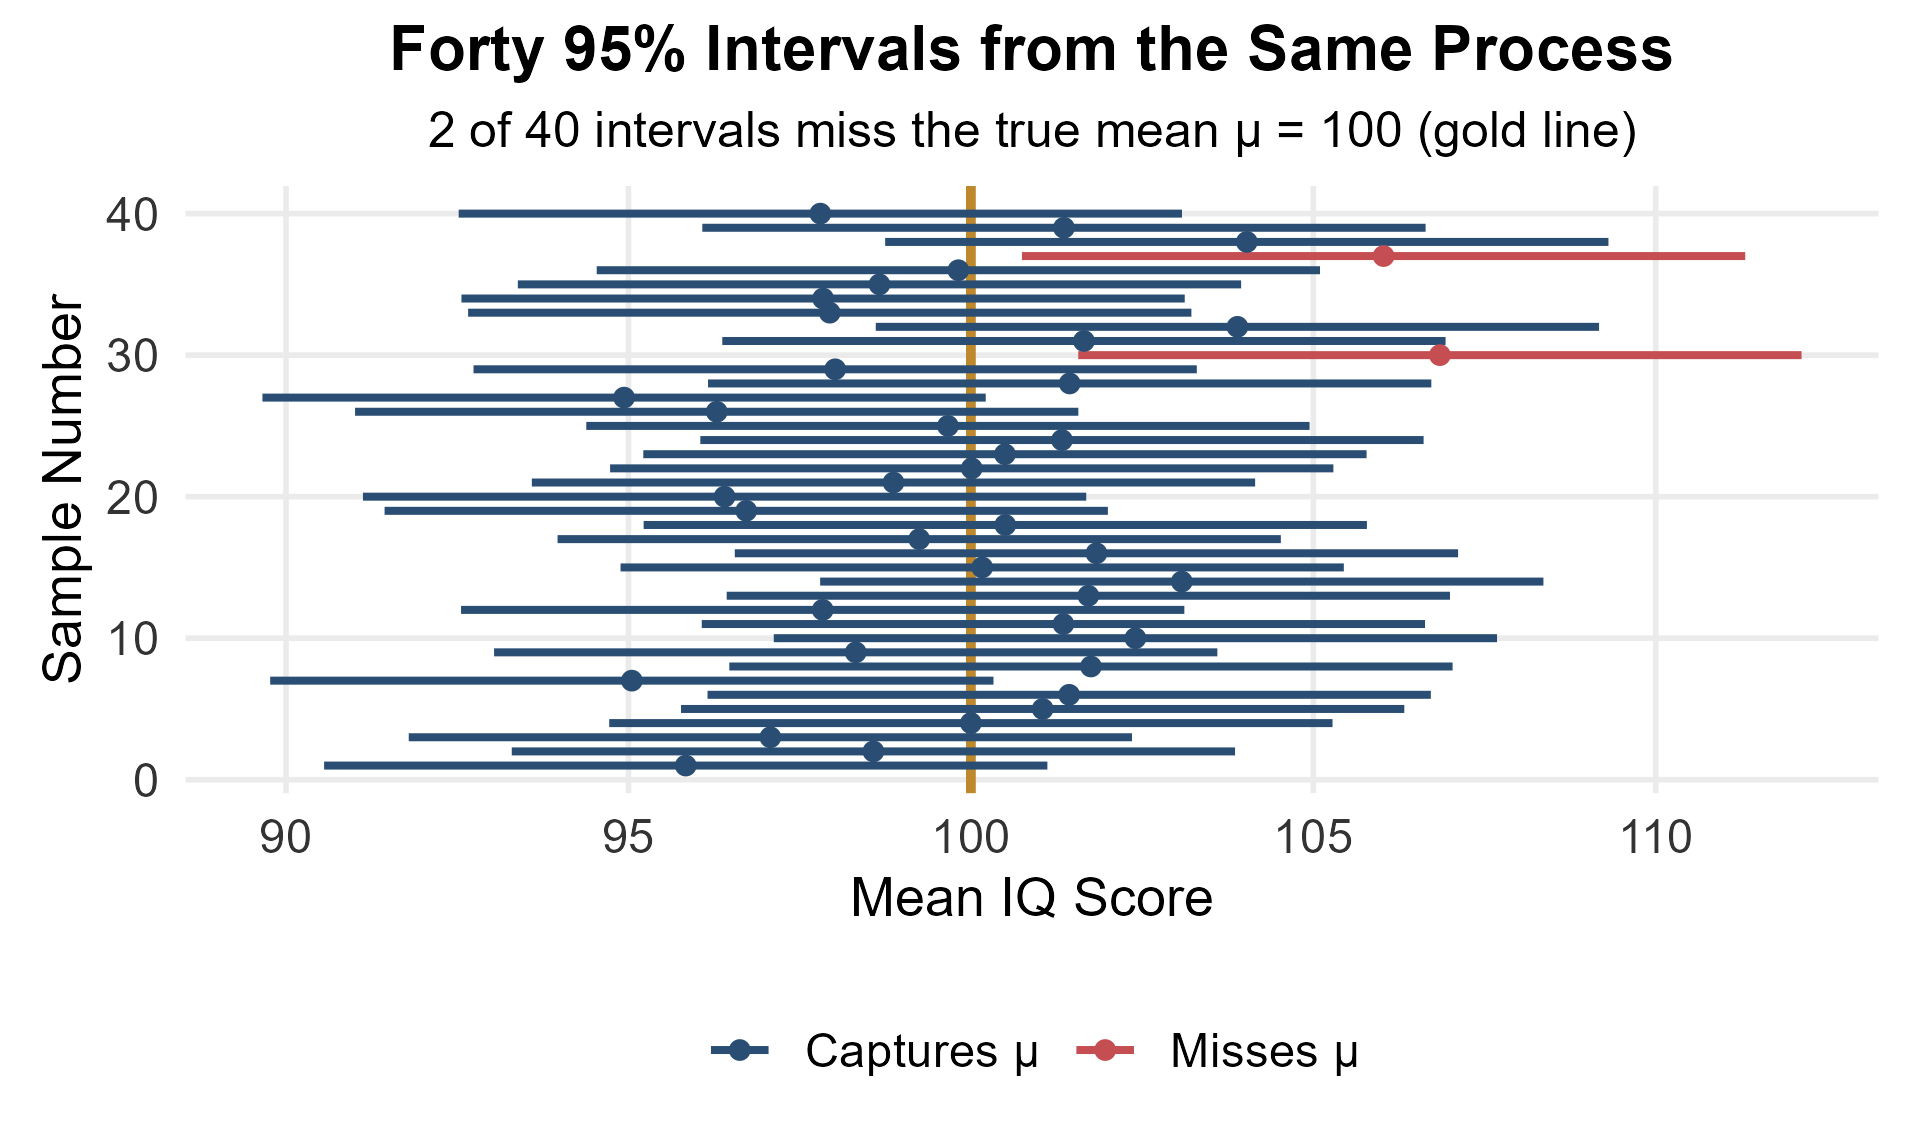 Forty 95% Intervals from the Same Process
2 of 40 intervals miss the true mean μ = 100 (gold line)
Sample Number
40
30
20
10
0
90 95 100 105 110
Mean IQ Score
Captures μ Misses μ